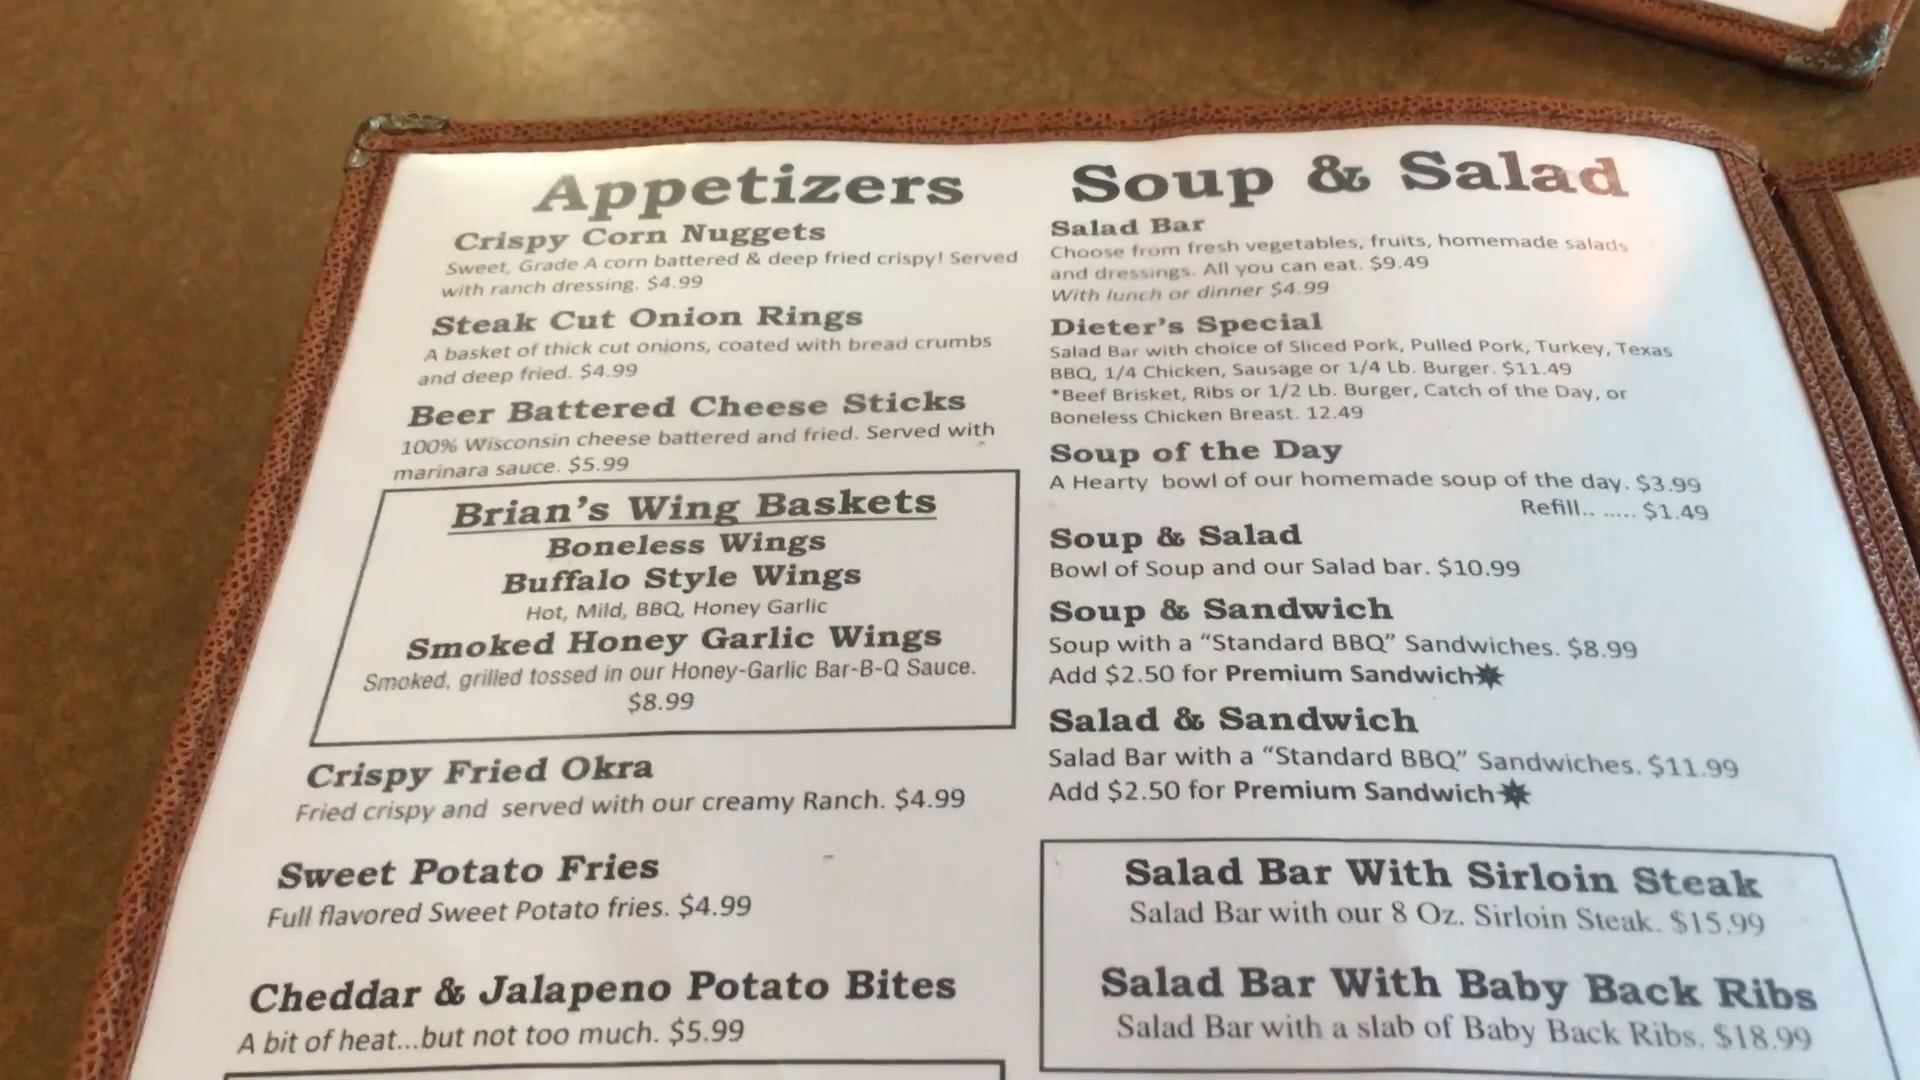 Appetizers
Crispy Corn Nuggets
Sweet, Grade A corn battered & deep fried crispy! Served
with ranch dressing. $4.99
Steak Cut Onion Rings
A basket of thick cut onions, coated with bread crumbs
and deep fried. $4.99
Beer Battered Cheese Sticks
100% Wisconsin cheese battered and fried. Served with
marinara sauce. $5.99
Brian's Wing Baskets
Boneless Wings
Buffalo Style Wings
Hot, Mild, BBQ, Honey Garlic
Smoked Honey Garlic Wings
Smoked, grilled tossed in our Honey-Garlic Bar-B-Q Sauce.
$8.99
Crispy Fried Okra
Fried crispy and served with our creamy Ranch. $4.99
Sweet Potato Fries
Full flavored Sweet Potato fries. $4.99
Cheddar & Jalapeno Potato Bites
A bit of heat...but not too much. $5.99
Soup & Salad
Salad Bar
Choose from fresh vegetables, fruits, homemade salads
and dressings. All you can eat. $9.49
With lunch or dinner $4.99
Dieter's Special
Salad Bar with choice of Sliced Pork, Pulled Pork, Turkey, Texas
BBQ, 1/4 Chicken, Sausage or 1/4 Lb. Burger. $11.49
*Beef Brisket, Ribs or 1/2 Lb. Burger, Catch of the Day, or
Boneless Chicken Breast. 12.49
Soup of the Day
A Hearty bowl of our homemade soup of the day. $3.99
Refill.. ..... $1.49
Soup & Salad
Bowl of Soup and our Salad bar. $10.99
Soup & Sandwich
Soup with a “Standard BBQ” Sandwiches. $8.99
Add $2.50 for Premium Sandwich
Salad & Sandwich
Salad Bar with a “Standard BBQ” Sandwiches. $11.99
Add $2.50 for Premium Sandwich
Salad Bar With Sirloin Steak
Salad Bar with our 8 Oz. Sirloin Steak. $15.99
Salad Bar With Baby Back Ribs
Salad Bar with a slab of Baby Back Ribs. $18.99